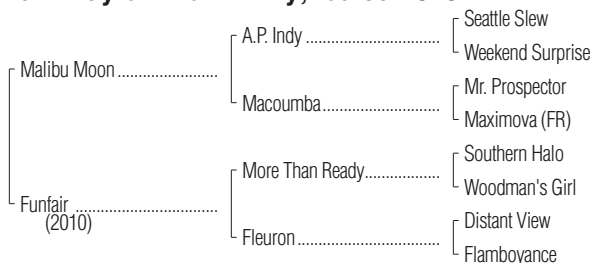 Seattle Slew
A.P. Indy
Weekend Surprise
Malibu Moon
Mr. Prospector
Macoumba
Maximova (FR)
Southern Halo
More Than Ready
Woodman's Girl
Funfair
(2010)
Distant View
Fleuron
Flamboyance